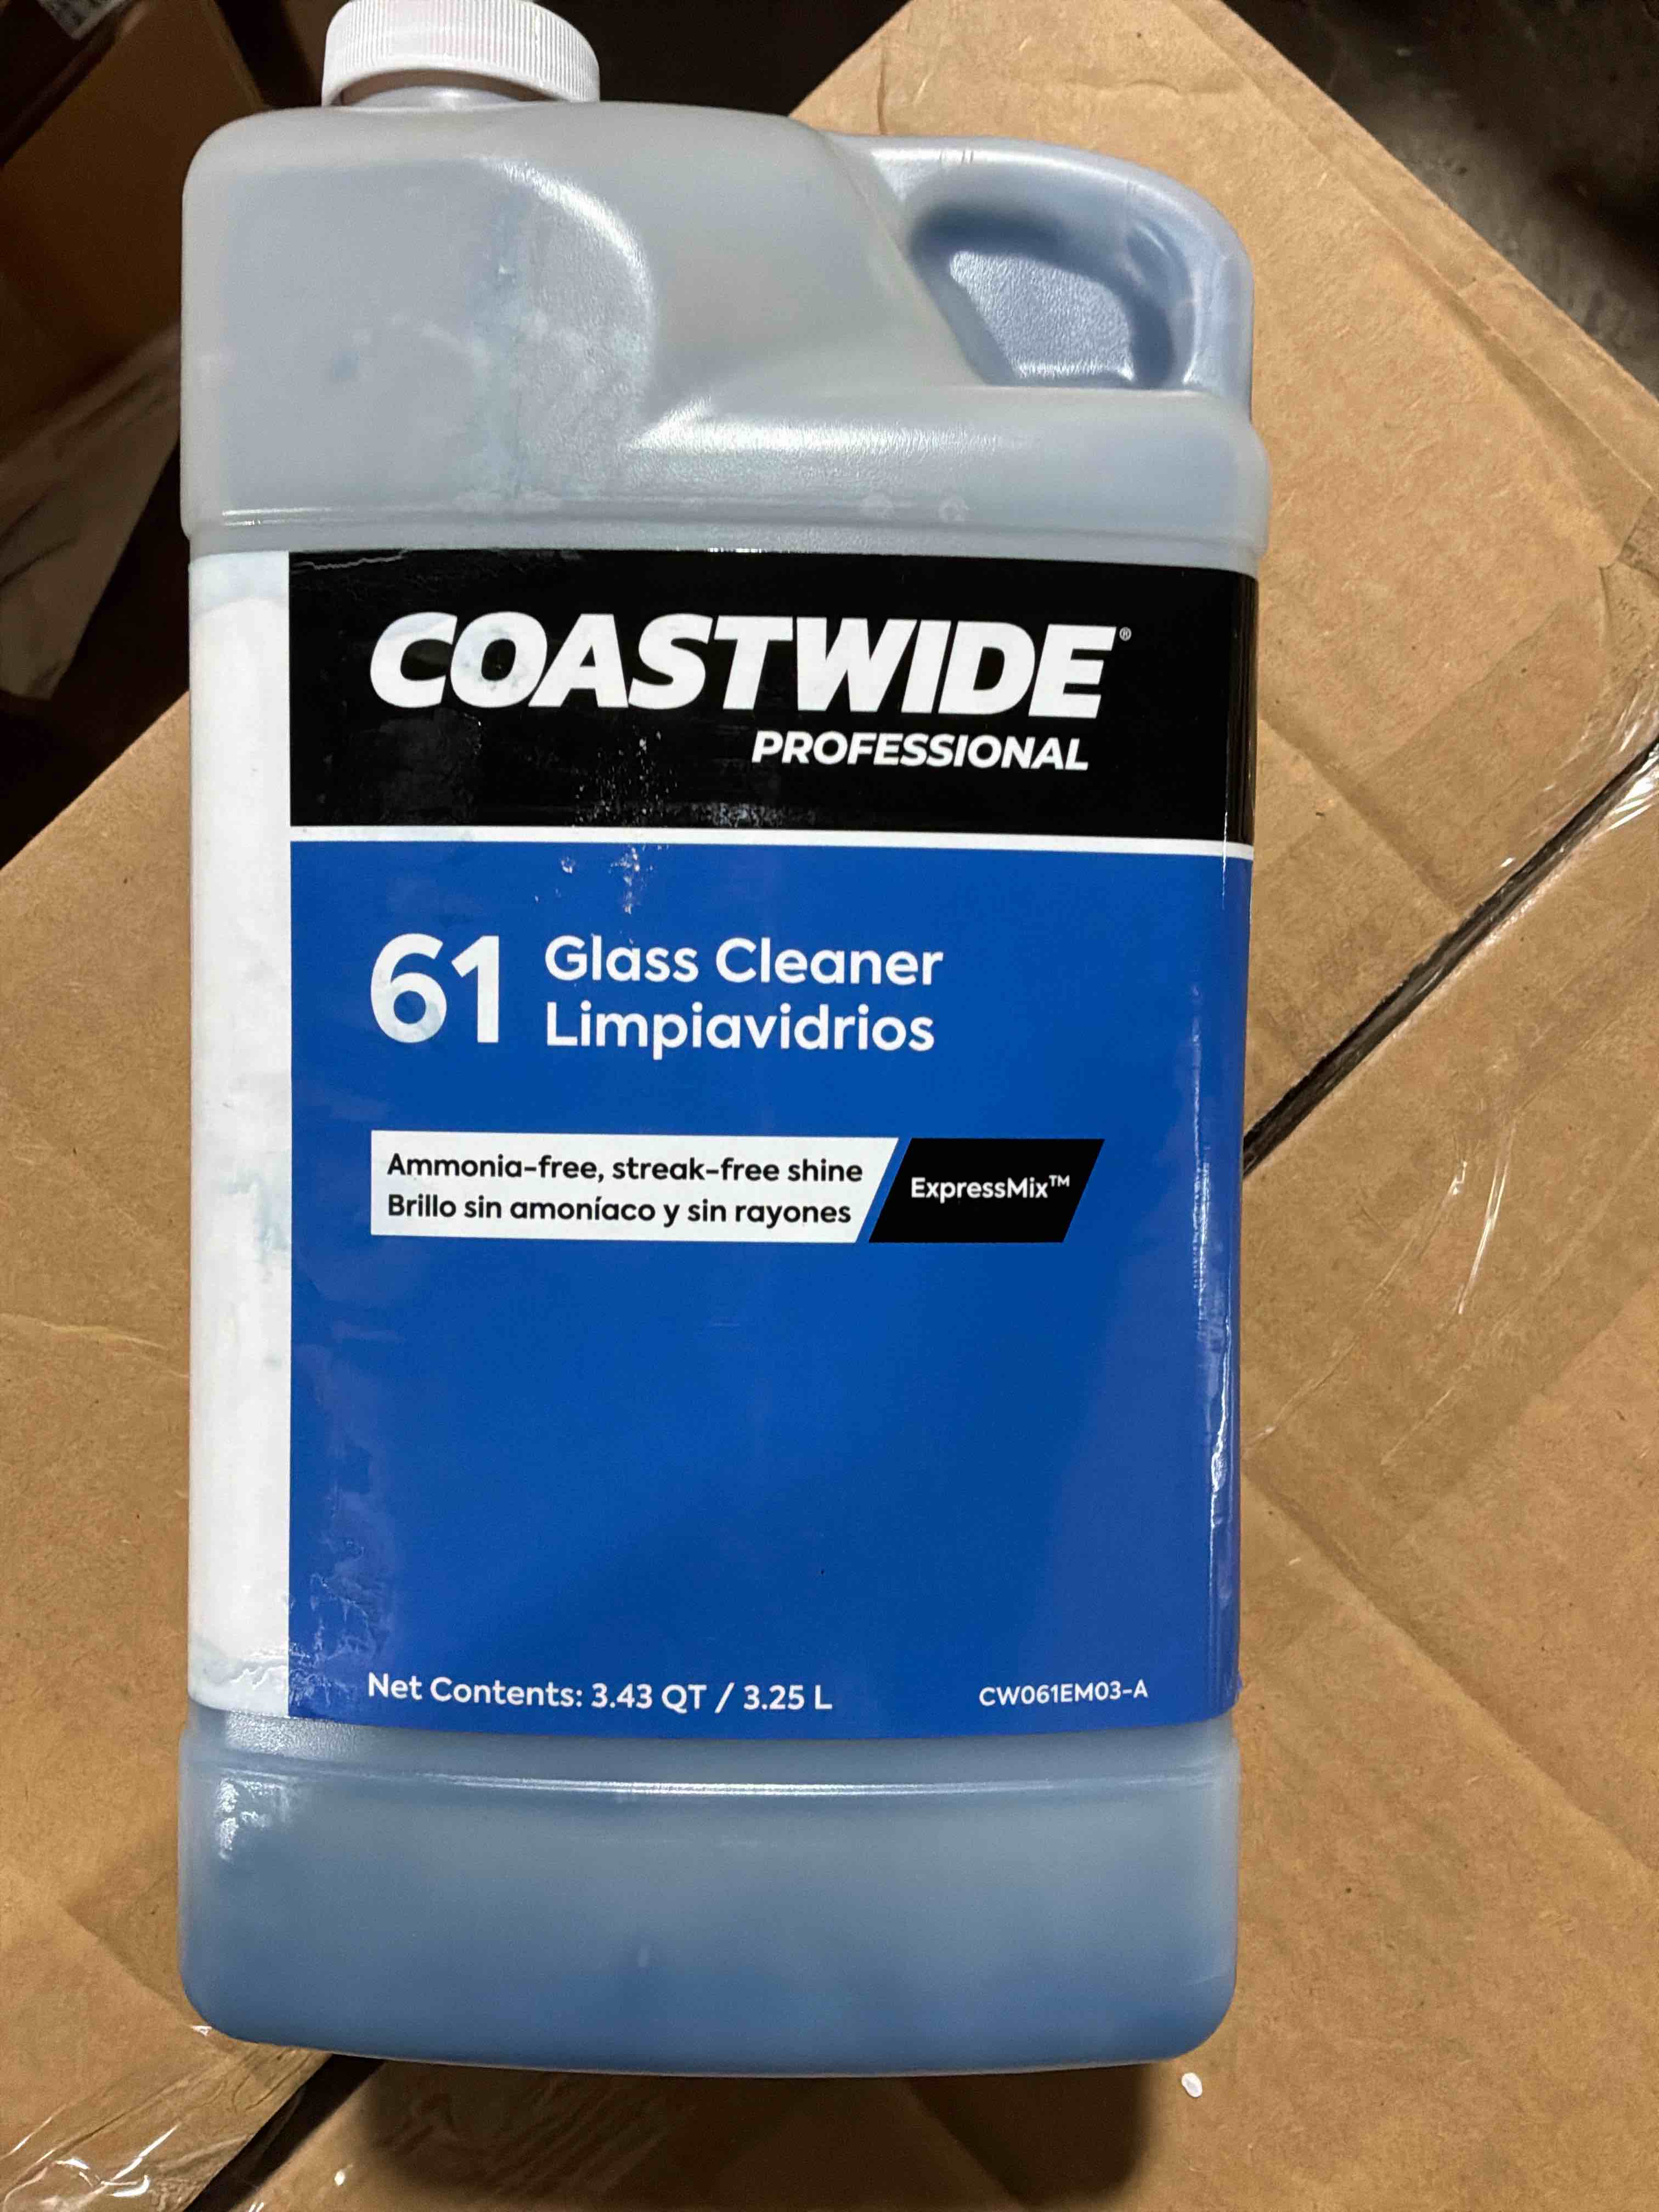 COASTWIDE®
PROFESSIONAL
61 Glass Cleaner
Limpiavidrios
Ammonia-free, streak-free shine
Brillo sin amoníaco y sin rayones
ExpressMix™
Net Contents: 3.43 QT / 3.25 L
CW061EM03-A